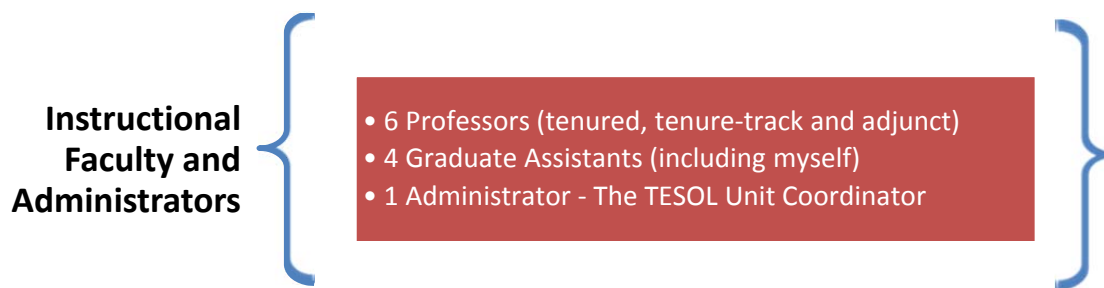 Instructional
Faculty and
Administrators
• 6 Professors (tenured, tenure-track and adjunct)
• 4 Graduate Assistants (including myself)
• 1 Administrator - The TESOL Unit Coordinator